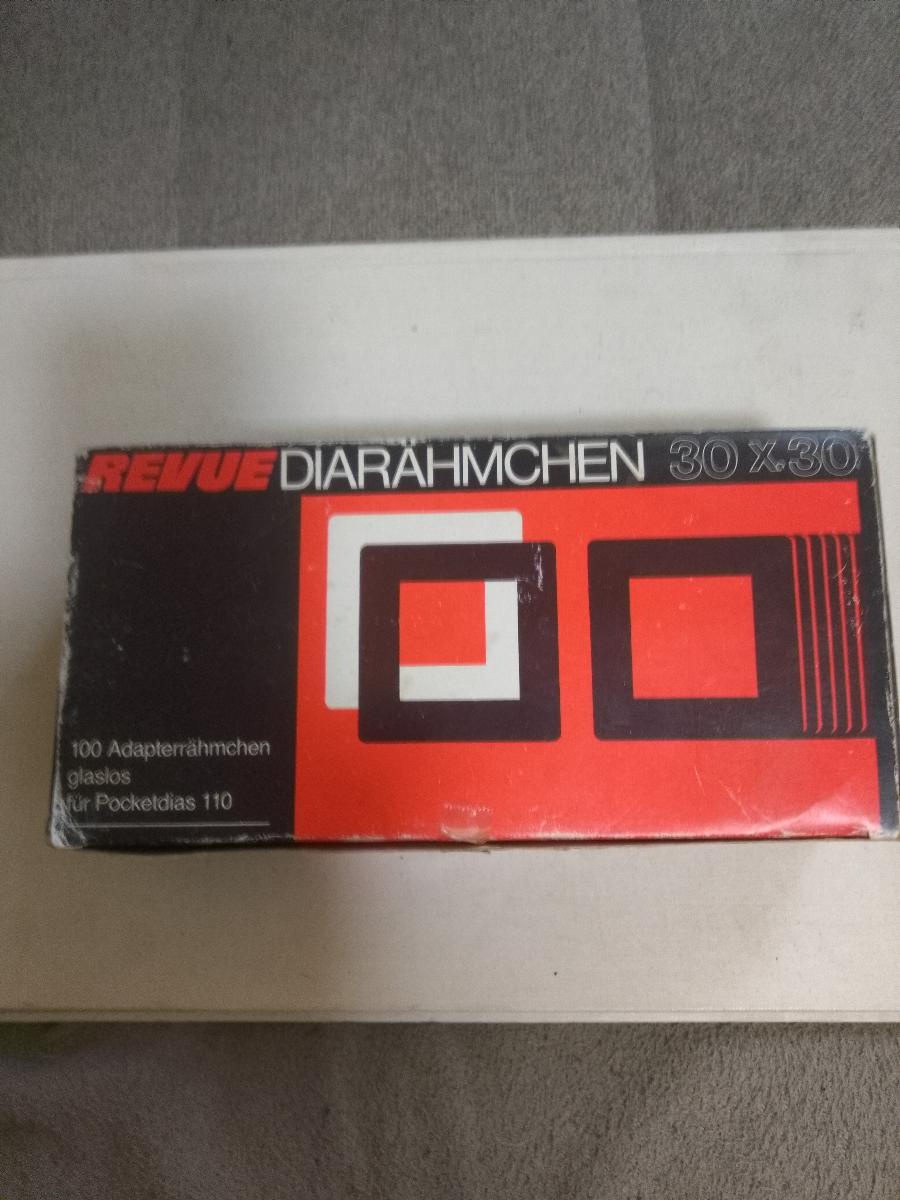 REVUE DIARÄHMCHEN 30 x 30
100 Adapterrähmchen
glaslos
für Pocketdias 110